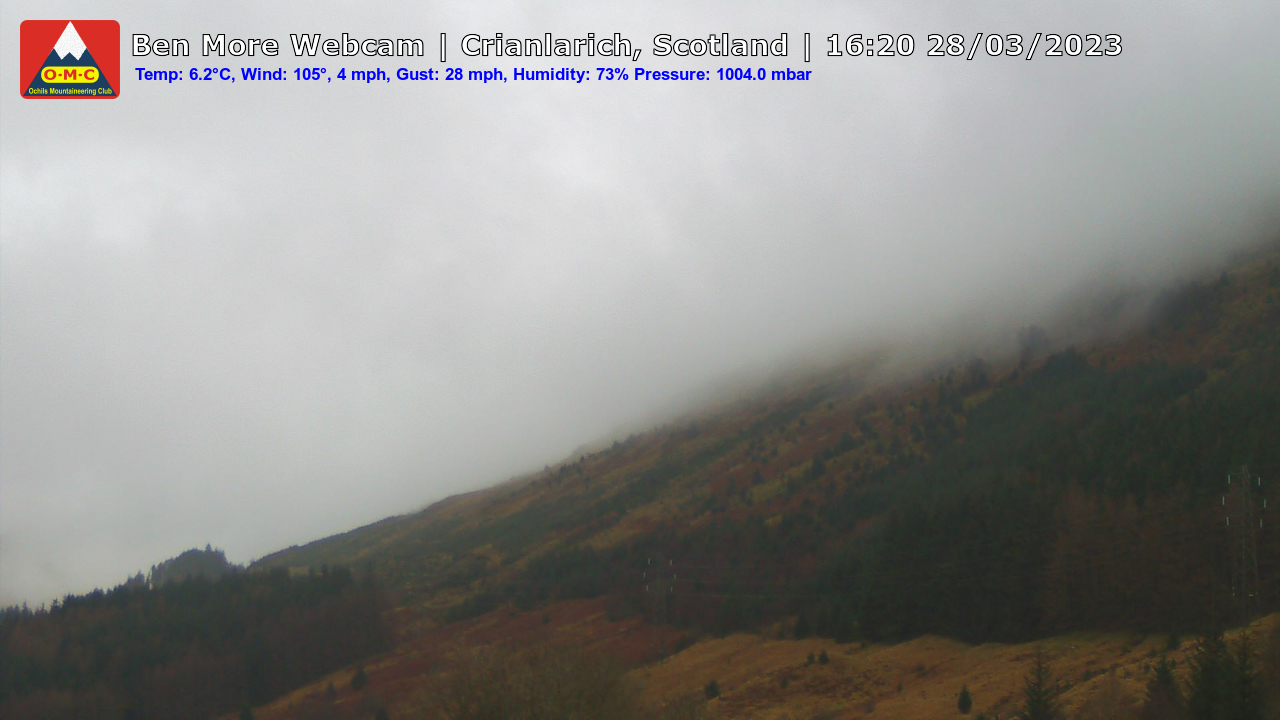 Ben More Webcam | Crianlarich, Scotland | 16:20 28/03/2023
Temp: 6.2°C, Wind: 105°, 4 mph, Gust: 28 mph, Humidity: 73% Pressure: 1004.0 mbar
O·M·C
Ochils Mountaineering Club